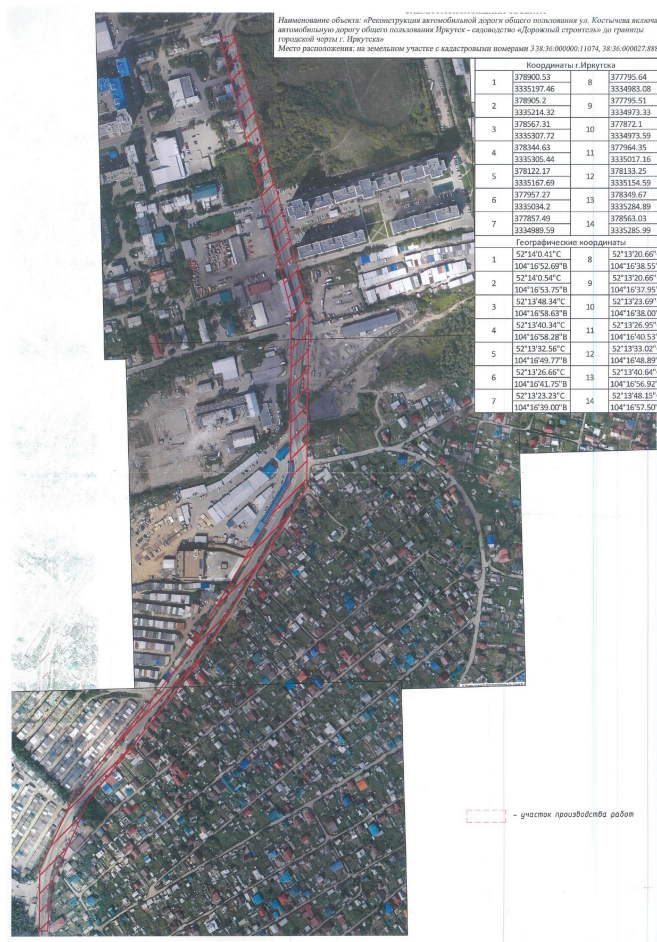 Наименование объекта: «Реконструкция автомобильной дороги общего пользования ул. Костычева включа
автомобильную дорогу общего пользования Иркутск - садоводство «Дорожный строитель» до границы
городской черты г. Иркутска»
Место расположения: на земельном участке с кадастровыми номерами 3 38:36:000000:11074, 38:36:000027:888
Координаты г.Иркутска
1 378900.53 8 377795.64
3335197.46 3334983.08
2 378905.2 9 377795.51
3335214.32 3334973.33
3 378567.31 10 377872.1
3335307.72 3334973.59
4 378344.63 11 377964.35
3335305.44 3335017.16
5 378122.17 12 378133.25
3335167.69 3335154.59
6 377957.27 13 378349.67
3335034.2 3335284.89
7 377857.49 14 378563.03
3334989.59 3335285.99
Географические координаты
1 52°14'0.41"С 8 52°13'20.66"
104°16'52.69"В 104°16'38.55"
2 52°14'0.54"С 9 52°13'20.66"
104°16'53.75"В 104°16'37.95"
3 52°13'48.34"С 10 52°13'23.69"
104°16'58.63"В 104°16'38.00"
4 52°13'40.34"С 11 52°13'26.95"
104°16'58.28"В 104°16'40.53"
5 52°13'32.56"С 12 52°13'33.02"
104°16'49.77"В 104°16'48.89"
6 52°13'26.66"С 13 52°13'40.64"
104°16'41.75"В 104°16'56.92"
7 52°13'23.23"С 14 52°13'48.15"
104°16'39.00"В 104°16'57.50"
- участок производства работ